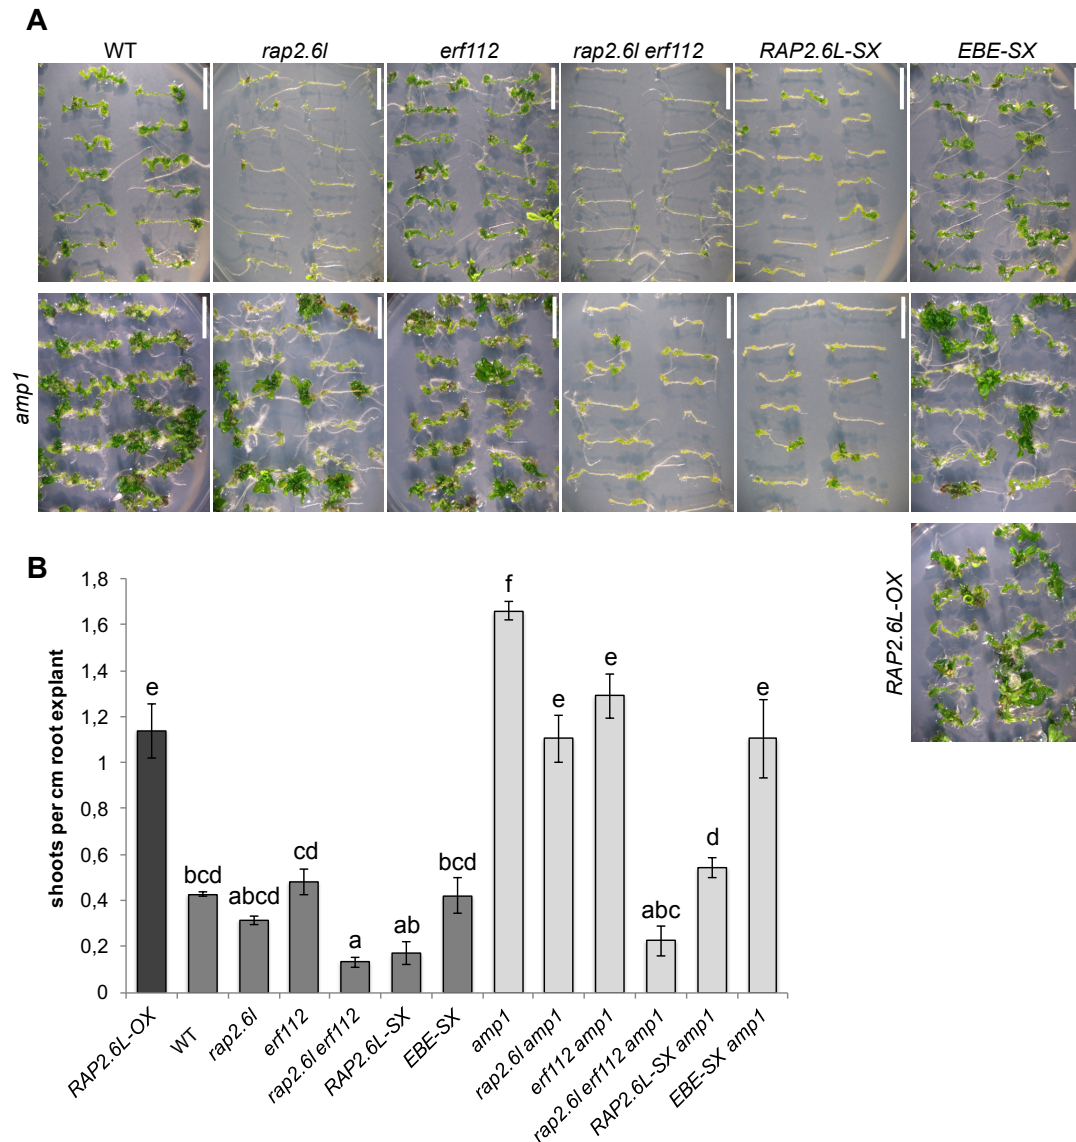 A
WT
rap2.6l
erf112
rap2.6l erf112
RAP2.6L-SX
EBE-SX
amp1
RAP2.6L-OX
B
shoots per cm root explant
1,8
1,6
1,4
1,2
1
0,8
0,6
0,4
0,2
0
e
bcd
abcd
cd
a
ab
bcd
f
e
e
abc
d
e
RAP2.6L-OX
WT
rap2.6l
erf112
rap2.6l erf112
RAP2.6L-SX
EBE-SX
amp1
rap2.6l amp1
erf112 amp1
rap2.6l erf112 amp1
RAP2.6L-SX amp1
EBE-SX amp1